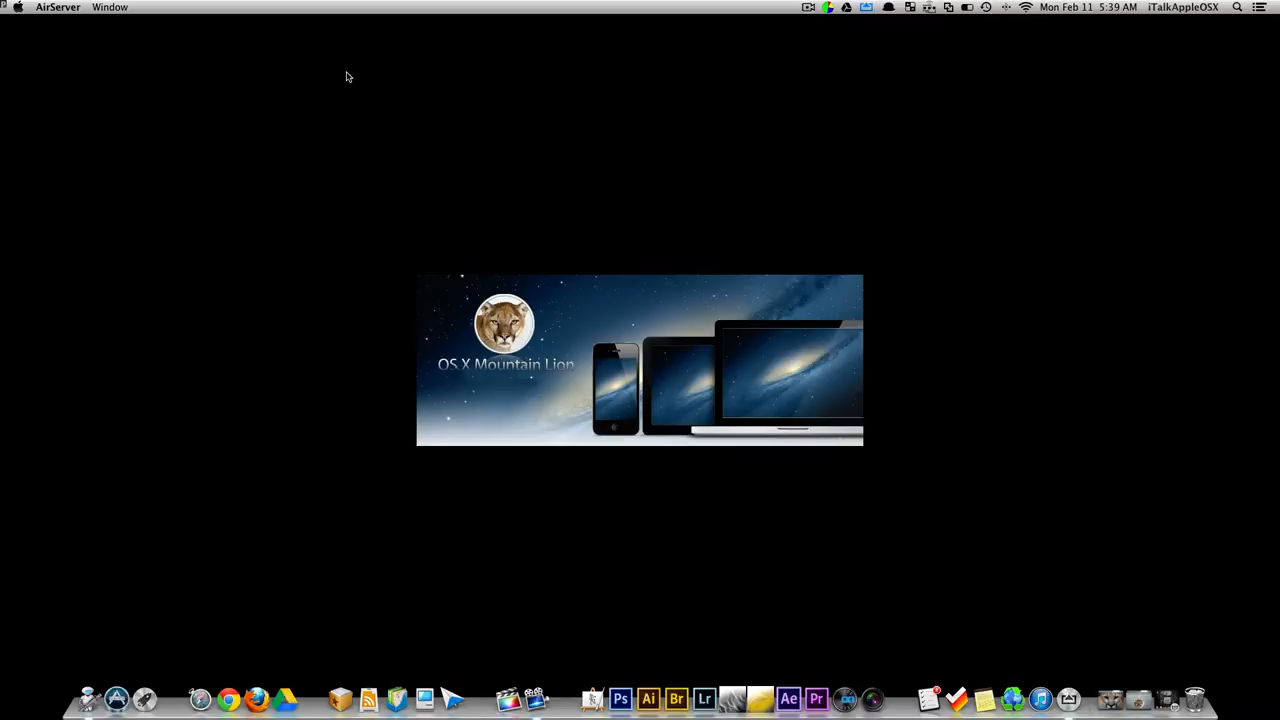 AirServer Window Mon Feb 11 5:39 AM iTalkAppleOSX
OS X Mountain Lion
Ps Ai Br Lr Ae Pr